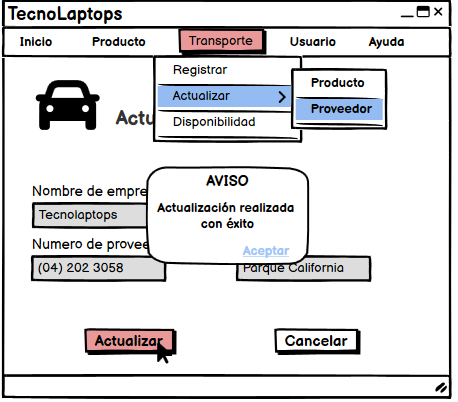 TecnoLaptops
Inicio Producto Transporte Usuario Ayuda
Registrar
Actualizar
Producto
Proveedor
Disponibilidad
AVISO
Actualización realizada
con éxito
Aceptar
Nombre de empre
Tecnolaptops
Numero de provee
(04) 202 3058
Parque California
Actualizar Cancelar